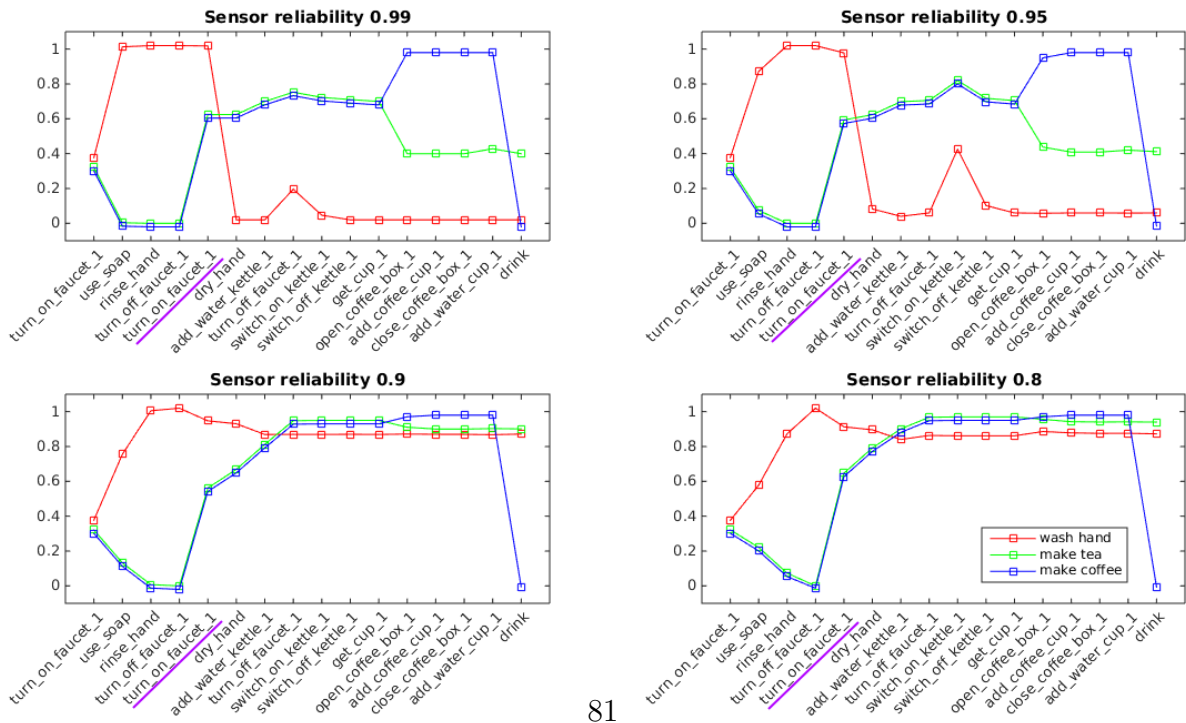 Sensor reliability 0.99
1
0.8
0.6
0.4
0.2
0
turn_on_faucet_1
use_soap
rinse_hand
turn_off_faucet_1
turn_on_faucet_1
dry_hand
add_water_kettle_1
turn_off_faucet_1
switch_on_kettle_1
switch_off_kettle_1
get_cup_1
open_coffee_box_1
add_coffee_cup_1
close_coffee_box_1
add_water_cup_1
drink
Sensor reliability 0.95
1
0.8
0.6
0.4
0.2
0
turn_on_faucet_1
use_soap
rinse_hand
turn_off_faucet_1
turn_on_faucet_1
dry_hand
add_water_kettle_1
turn_off_faucet_1
switch_on_kettle_1
switch_off_kettle_1
get_cup_1
open_coffee_box_1
add_coffee_cup_1
close_coffee_box_1
add_water_cup_1
drink
Sensor reliability 0.9
1
0.8
0.6
0.4
0.2
0
turn_on_faucet_1
use_soap
rinse_hand
turn_off_faucet_1
turn_on_faucet_1
dry_hand
add_water_kettle_1
turn_off_faucet_1
switch_on_kettle_1
switch_off_kettle_1
get_cup_1
open_coffee_box_1
add_coffee_cup_1
close_coffee_box_1
add_water_cup_1
drink
Sensor reliability 0.8
1
0.8
0.6
0.4
0.2
0
wash hand
make tea
make coffee
turn_on_faucet_1
use_soap
rinse_hand
turn_off_faucet_1
turn_on_faucet_1
dry_hand
add_water_kettle_1
turn_off_faucet_1
switch_on_kettle_1
switch_off_kettle_1
get_cup_1
open_coffee_box_1
add_coffee_cup_1
close_coffee_box_1
add_water_cup_1
drink
81